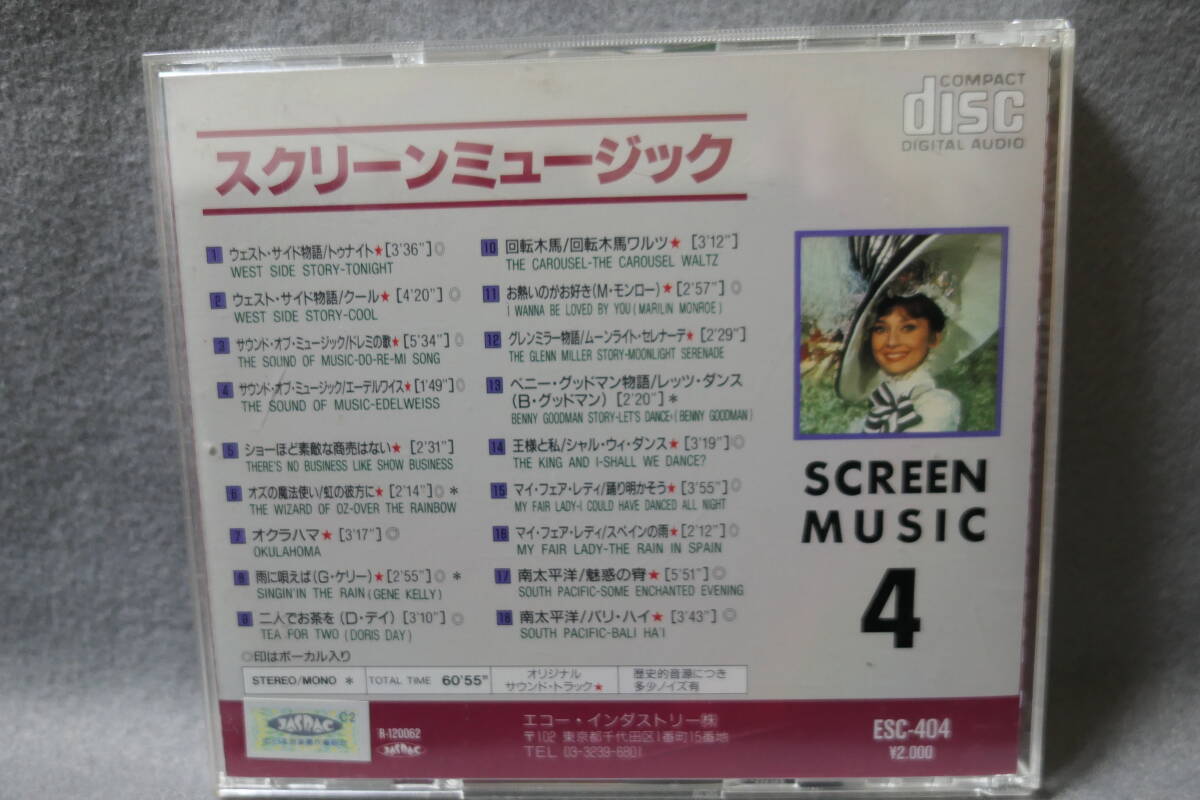 COMPACT
disc
DIGITAL AUDIO
スクリーンミュージック
1 ウェスト・サイド物語/トゥナイト★[3'36"]◎
WEST SIDE STORY-TONIGHT
2 ウェスト・サイド物語/クール★[4'20"]◎
WEST SIDE STORY-COOL
3 サウンド・オブ・ミュージック/ドレミの歌★[5'34"]◎
THE SOUND OF MUSIC-DO-RE-MI SONG
4 サウンド・オブ・ミュージック/エーデルワイス★[1'49"]◎
THE SOUND OF MUSIC-EDELWEISS
5 ショーほど素敵な商売はない★[2'31"]
THERE'S NO BUSINESS LIKE SHOW BUSINESS
6 オズの魔法使い/虹の彼方に★[2'14"]◎*
THE WIZARD OF OZ-OVER THE RAINBOW
7 オクラハマ★[3'17"]◎
OKULAHOMA
8 雨に唄えば(G・ケリー)★[2'55"]◎*
SINGIN'IN THE RAIN(GENE KELLY)
9 二人でお茶を(D・デイ)[3'10"]◎
TEA FOR TWO(DORIS DAY)
10 回転木馬/回転木馬ワルツ★[3'12"]
THE CAROUSEL-THE CAROUSEL WALTZ
11 お熱いのがお好き(M・モンロー)★[2'57"]◎
I WANNA BE LOVED BY YOU(MARILIN MONROE)
12 グレンミラー物語/ムーンライト・セレナーデ★[2'29"]
THE GLENN MILLER STORY-MOONLIGHT SERENADE
13 ベニー・グッドマン物語/レッツ・ダンス
(B・グッドマン)[2'20"]*
BENNY GOODMAN STORY-LET'S DANCE(BENNY GOODMAN)
14 王様と私/シャル・ウィ・ダンス★[3'19"]◎
THE KING AND I-SHALL WE DANCE?
15 マイ・フェア・レディ/踊り明かそう★[3'55"]◎
MY FAIR LADY-I COULD HAVE DANCED ALL NIGHT
16 マイ・フェア・レディ/スペインの雨★[2'12"]◎
MY FAIR LADY-THE RAIN IN SPAIN
17 南太平洋/魅惑の宵★[5'51"]◎
SOUTH PACIFIC-SOME ENCHANTED EVENING
18 南太平洋/バリ・ハイ★[3'43"]◎
SOUTH PACIFIC-BALI HA'I
◎印はボーカル入り
STEREO/MONO * TOTAL TIME 60'55" オリジナル
サウンド・トラック★ 歴史的音源につき
多少ノイズ有
SCREEN
MUSIC
4
JASRAC C2
R-120062
JASRAC
エコー・インダストリー㈱
〒102 東京都千代田区1番町15番地
TEL 03-3239-6801
ESC-404
¥2,000